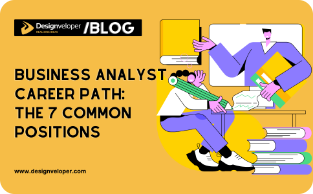 Designveloper
/BLOG
BUSINESS ANALYST
CAREER PATH:
THE 7 COMMON
POSITIONS
www.designveloper.com